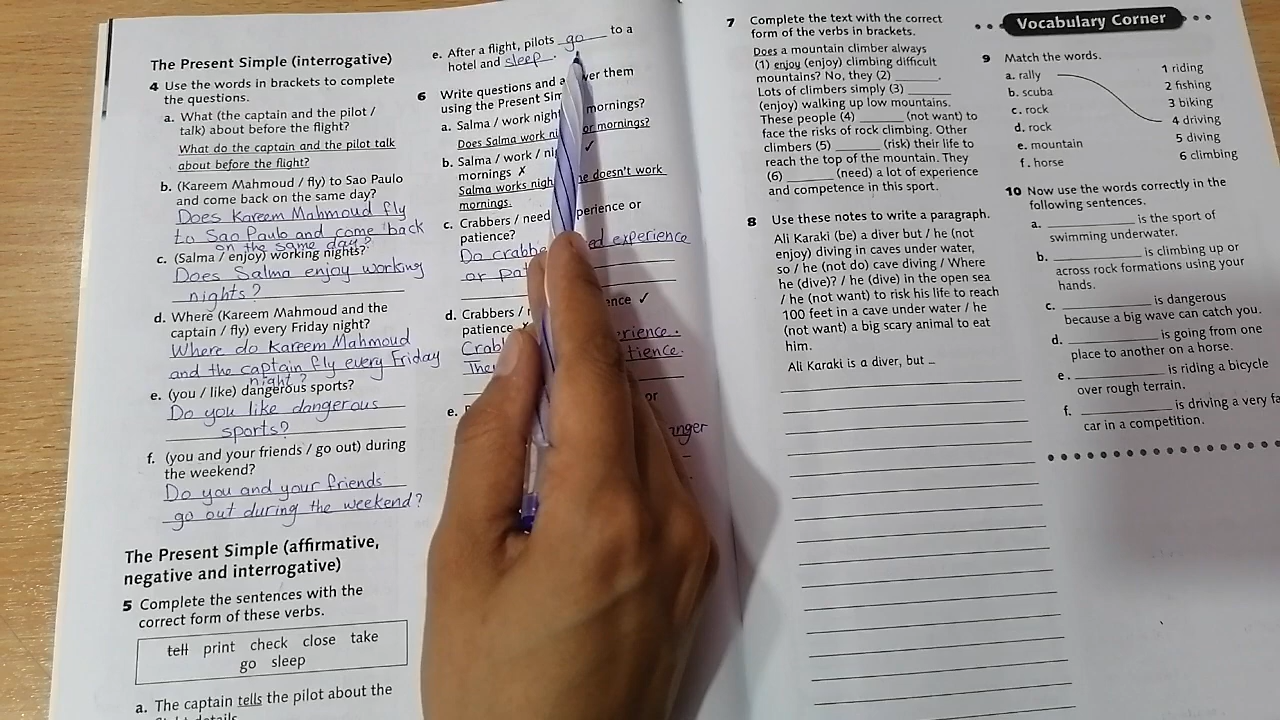 The Present Simple (interrogative)
4 Use the words in brackets to complete
the questions.
a. What (the captain and the pilot /
talk) about before the flight?
What do the captain and the pilot talk
about before the flight?
b. (Kareem Mahmoud / fly) to Sao Paulo
and come back on the same day?
Does Kareem Mahmoud fly
to Sao Paulo and come back
on the same day?
c. (Salma / enjoy) working nights?
Does Salma enjoy working
nights?
d. Where (Kareem Mahmoud and the
captain / fly) every Friday night?
Where do Kareem Mahmoud
and the captain fly every Friday
night?
e. (you / like) dangerous sports?
Do you like dangerous
sports?
f. (you and your friends / go out) during
the weekend?
Do you and your friends
go out during the weekend?
The Present Simple (affirmative,
negative and interrogative)
5 Complete the sentences with the
correct form of these verbs.
tell print check close take
go sleep
a. The captain tells the pilot about the
e. After a flight, pilots go to a
hotel and sleep.
6 Write questions and them
using the Present
a. Salma / work mornings?
Does Salma work or mornings?
b. Salma / work /
mornings ✗ ✓
Salma works doesn't work
mornings.
c. Crabbers / need or
patience?
Do experience
or
d. Crabbers / ✓
patience
e.
or
7 Complete the text with the correct
form of the verbs in brackets.
Does a mountain climber always
(1) enjoy (enjoy) climbing difficult
mountains? No, they (2) ______.
Lots of climbers simply (3) ______
(enjoy) walking up low mountains.
These people (4) ______ (not want) to
face the risks of rock climbing. Other
climbers (5) ______ (risk) their life to
reach the top of the mountain. They
(6) ______ (need) a lot of experience
and competence in this sport.
8 Use these notes to write a paragraph.
Ali Karaki (be) a diver but / he (not
enjoy) diving in caves under water,
so / he (not do) cave diving / Where
he (dive)? / he (dive) in the open sea
/ he (not want) to risk his life to reach
100 feet in a cave under water / he
(not want) a big scary animal to eat
him.
Ali Karaki is a diver, but ...
Vocabulary Corner
9 Match the words.
a. rally 1 riding
b. scuba 2 fishing
c. rock 3 biking
d. rock 4 driving
e. mountain 5 diving
f. horse 6 climbing
10 Now use the words correctly in the
following sentences.
a. ______ is the sport of
swimming underwater.
b. ______ is climbing up or
across rock formations using your
hands.
c. ______ is dangerous
because a big wave can catch you.
d. ______ is going from one
place to another on a horse.
e. ______ is riding a bicycle
over rough terrain.
f. ______ is driving a very
car in a competition.